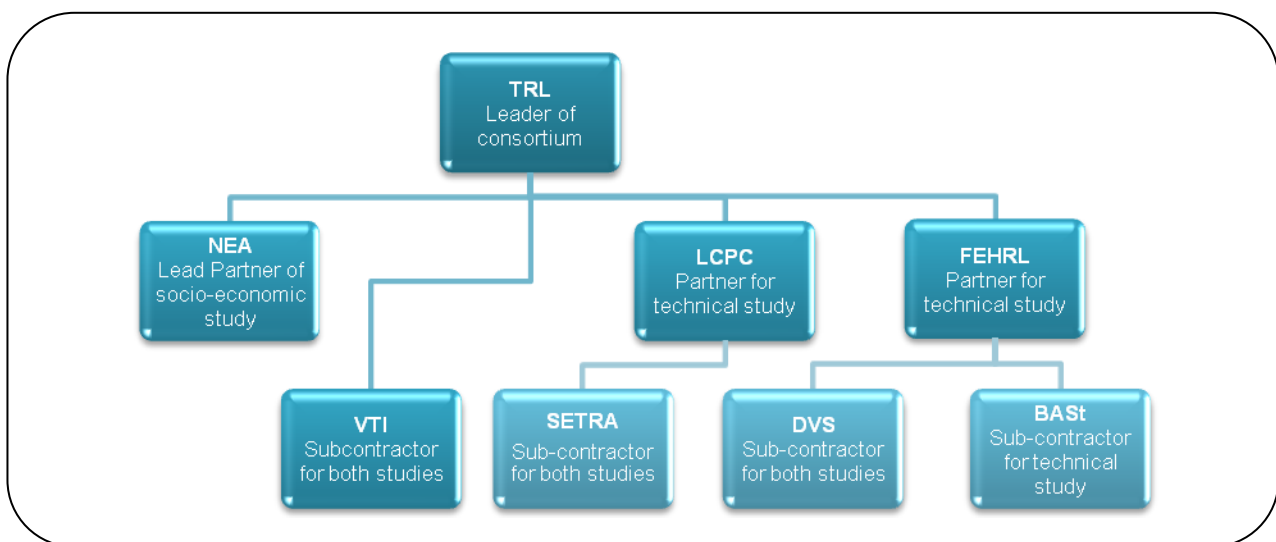 TRL
Leader of
consortium
NEA
Lead Partner of
socio-economic
study
LCPC
Partner for
technical study
FEHRL
Partner for
technical study
VTI
Subcontractor
for both studies
SETRA
Sub-contractor
for both studies
DVS
Sub-contractor
for both studies
BASt
Sub-contractor
for technical
study